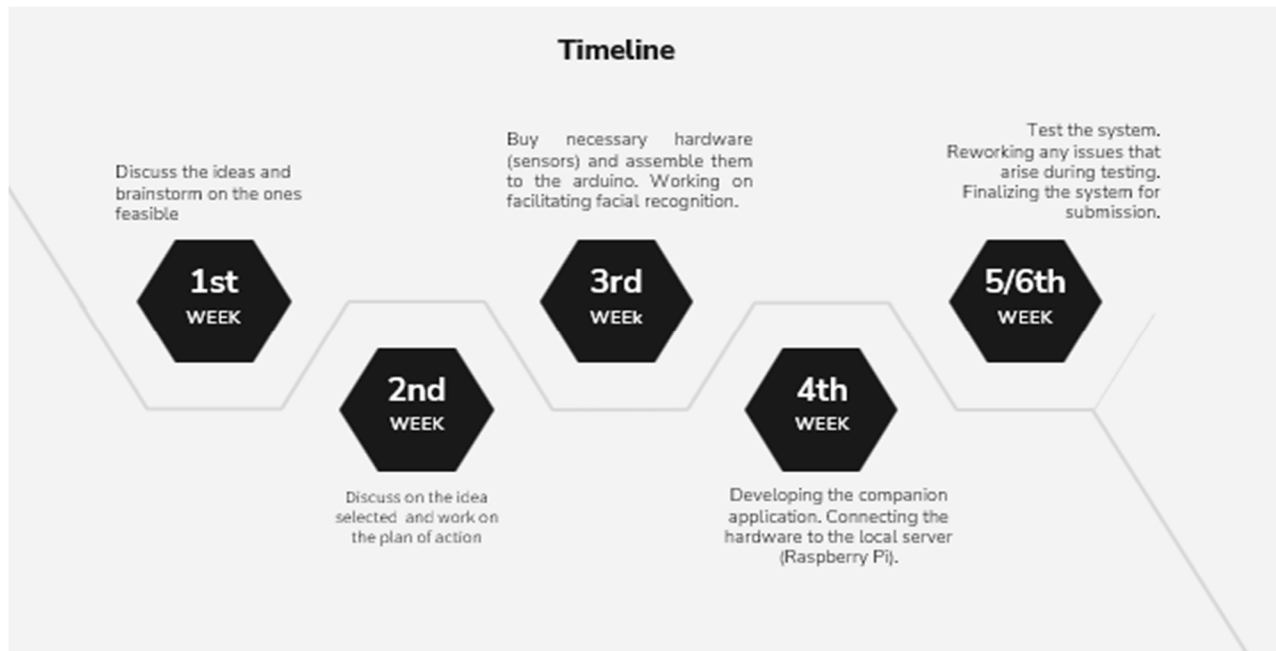 Timeline
Discuss the ideas and
brainstorm on the ones
feasible
1st
WEEK
2nd
WEEK
Discuss on the idea
selected and work on
the plan of action
Buy necessary hardware
(sensors) and assemble them
to the arduino. Working on
facilitating facial recognition.
3rd
WEEk
4th
WEEK
Developing the companion
application. Connecting the
hardware to the local server
(Raspberry Pi).
Test the system.
Reworking any issues that
arise during testing.
Finalizing the system for
submission.
5/6th
WEEK